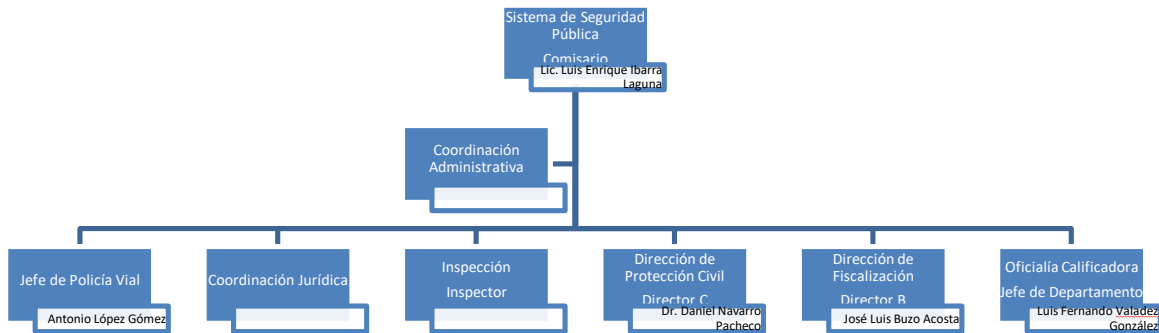 Sistema de Seguridad
Pública
Comisario
Lic. Luis Enrique Ibarra
Laguna
Coordinación
Administrativa
Jefe de Policía Vial
Antonio López Gómez
Coordinación Jurídica
Inspección
Inspector
Dirección de
Protección Civil
Director C
Dr. Daniel Navarro
Pacheco
Dirección de
Fiscalización
Director B
José Luis Buzo Acosta
Oficialía Calificadora
Jefe de Departamento
Luis Fernando Valadez
González